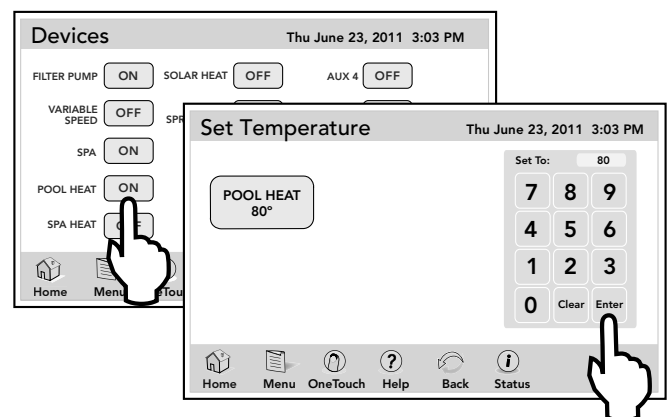 Devices Thu June 23, 2011 3:03 PM
FILTER PUMP ON SOLAR HEAT OFF AUX 4 OFF
VARIABLE SPEED OFF SPR
SPA ON
POOL HEAT ON
SPA HEAT
Home
Set Temperature Thu June 23, 2011 3:03 PM
Set To: 80
POOL HEAT
80º
7 8 9
4 5 6
1 2 3
0 Clear Enter
Home Menu OneTouch Help Back Status